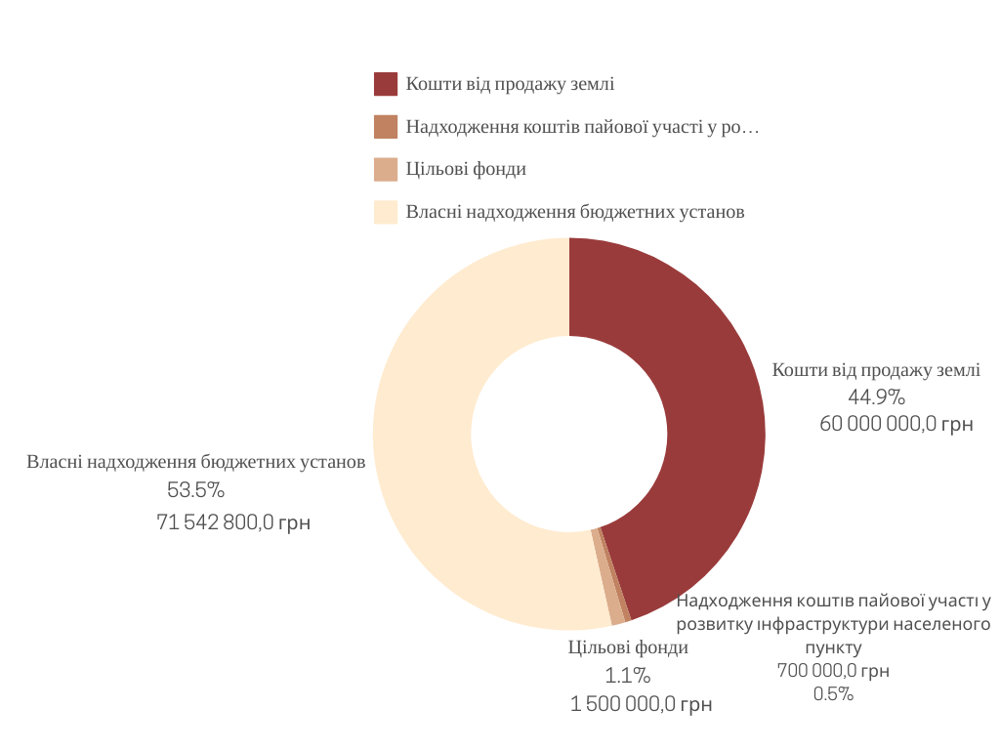 Кошти від продажу землі
Надходження коштів пайової участі у ро…
Цільові фонди
Власні надходження бюджетних установ
Кошти від продажу землі
44.9%
60 000 000,0 грн
Власні надходження бюджетних установ
53.5%
71 542 800,0 грн
Надходження коштів пайової участі у
розвитку інфраструктури населеного
пункту
700 000,0 грн
0.5%
Цільові фонди
1.1%
1 500 000,0 грн